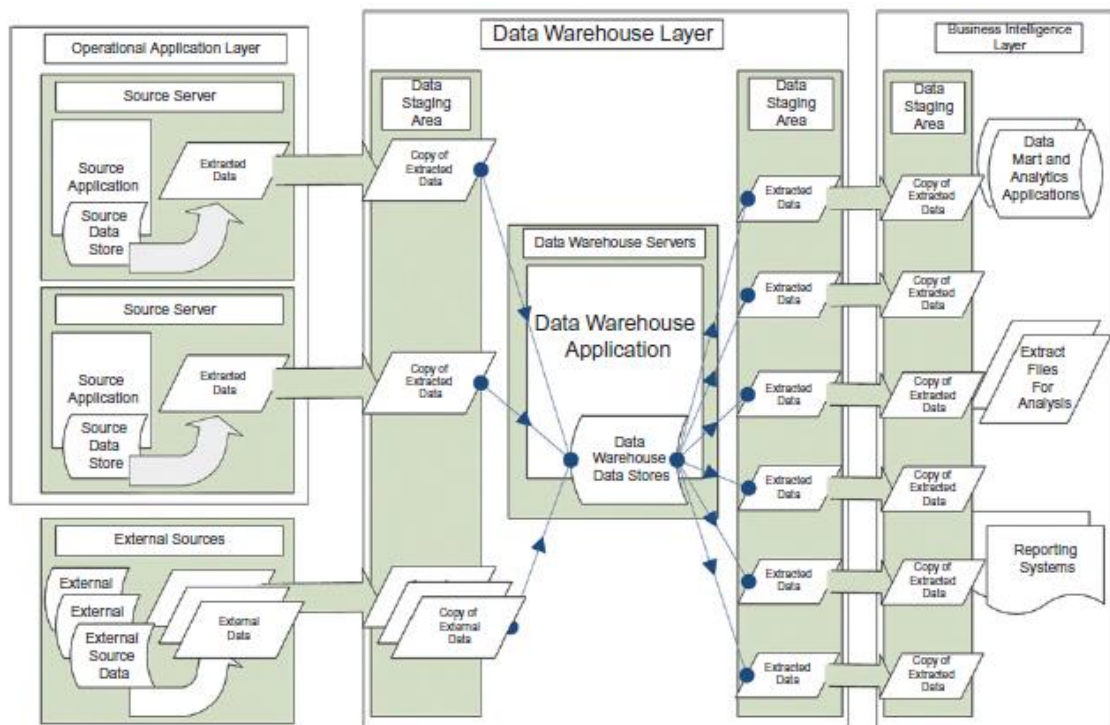 Operational Application Layer
Source Server
Source
Application
Source
Data
Store
Extracted
Data
Source Server
Source
Application
Source
Data
Store
Extracted
Data
External Sources
External
External
External
Source
Data
External
Data
Data Warehouse Layer
Data
Staging
Area
Copy of
Extracted
Data
Copy of
Extracted
Data
Copy of
External
Data
Data Warehouse Servers
Data Warehouse
Application
Data
Warehouse
Data Stores
Data
Staging
Area
Extracted
Data
Extracted
Data
Extracted
Data
Extracted
Data
Extracted
Data
Extracted
Data
Business Intelligence
Layer
Data
Staging
Area
Copy of
Extracted
Data
Copy of
Extracted
Data
Copy of
Extracted
Data
Copy of
Extracted
Data
Copy of
Extracted
Data
Copy of
Extracted
Data
Data
Mart and
Analytics
Applications
Extract
Files
For
Analysis
Reporting
Systems